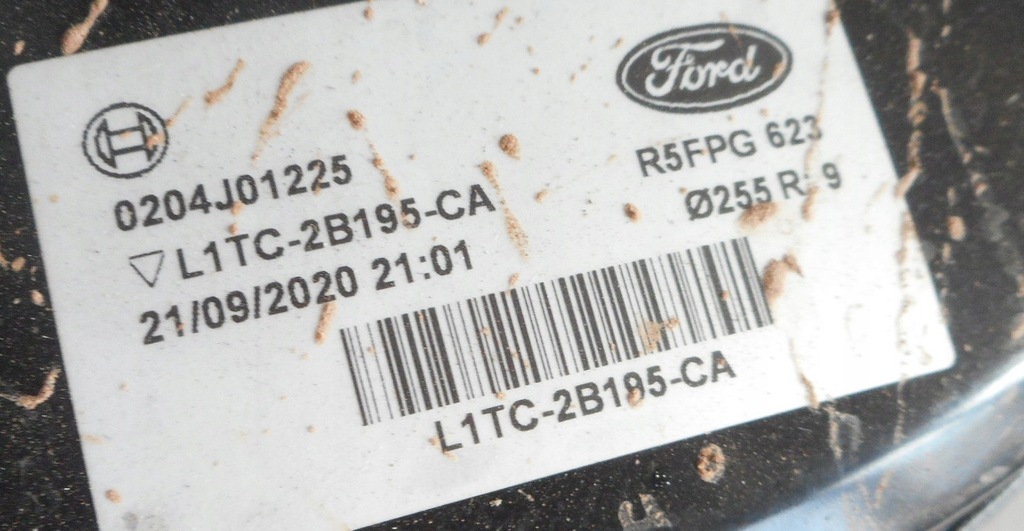 Ford
0204J01225
R5FPG 623
▽ L1TC-2B195-CA
Ø255 R: 9
21/09/2020 21:01
L1TC-2B195-CA